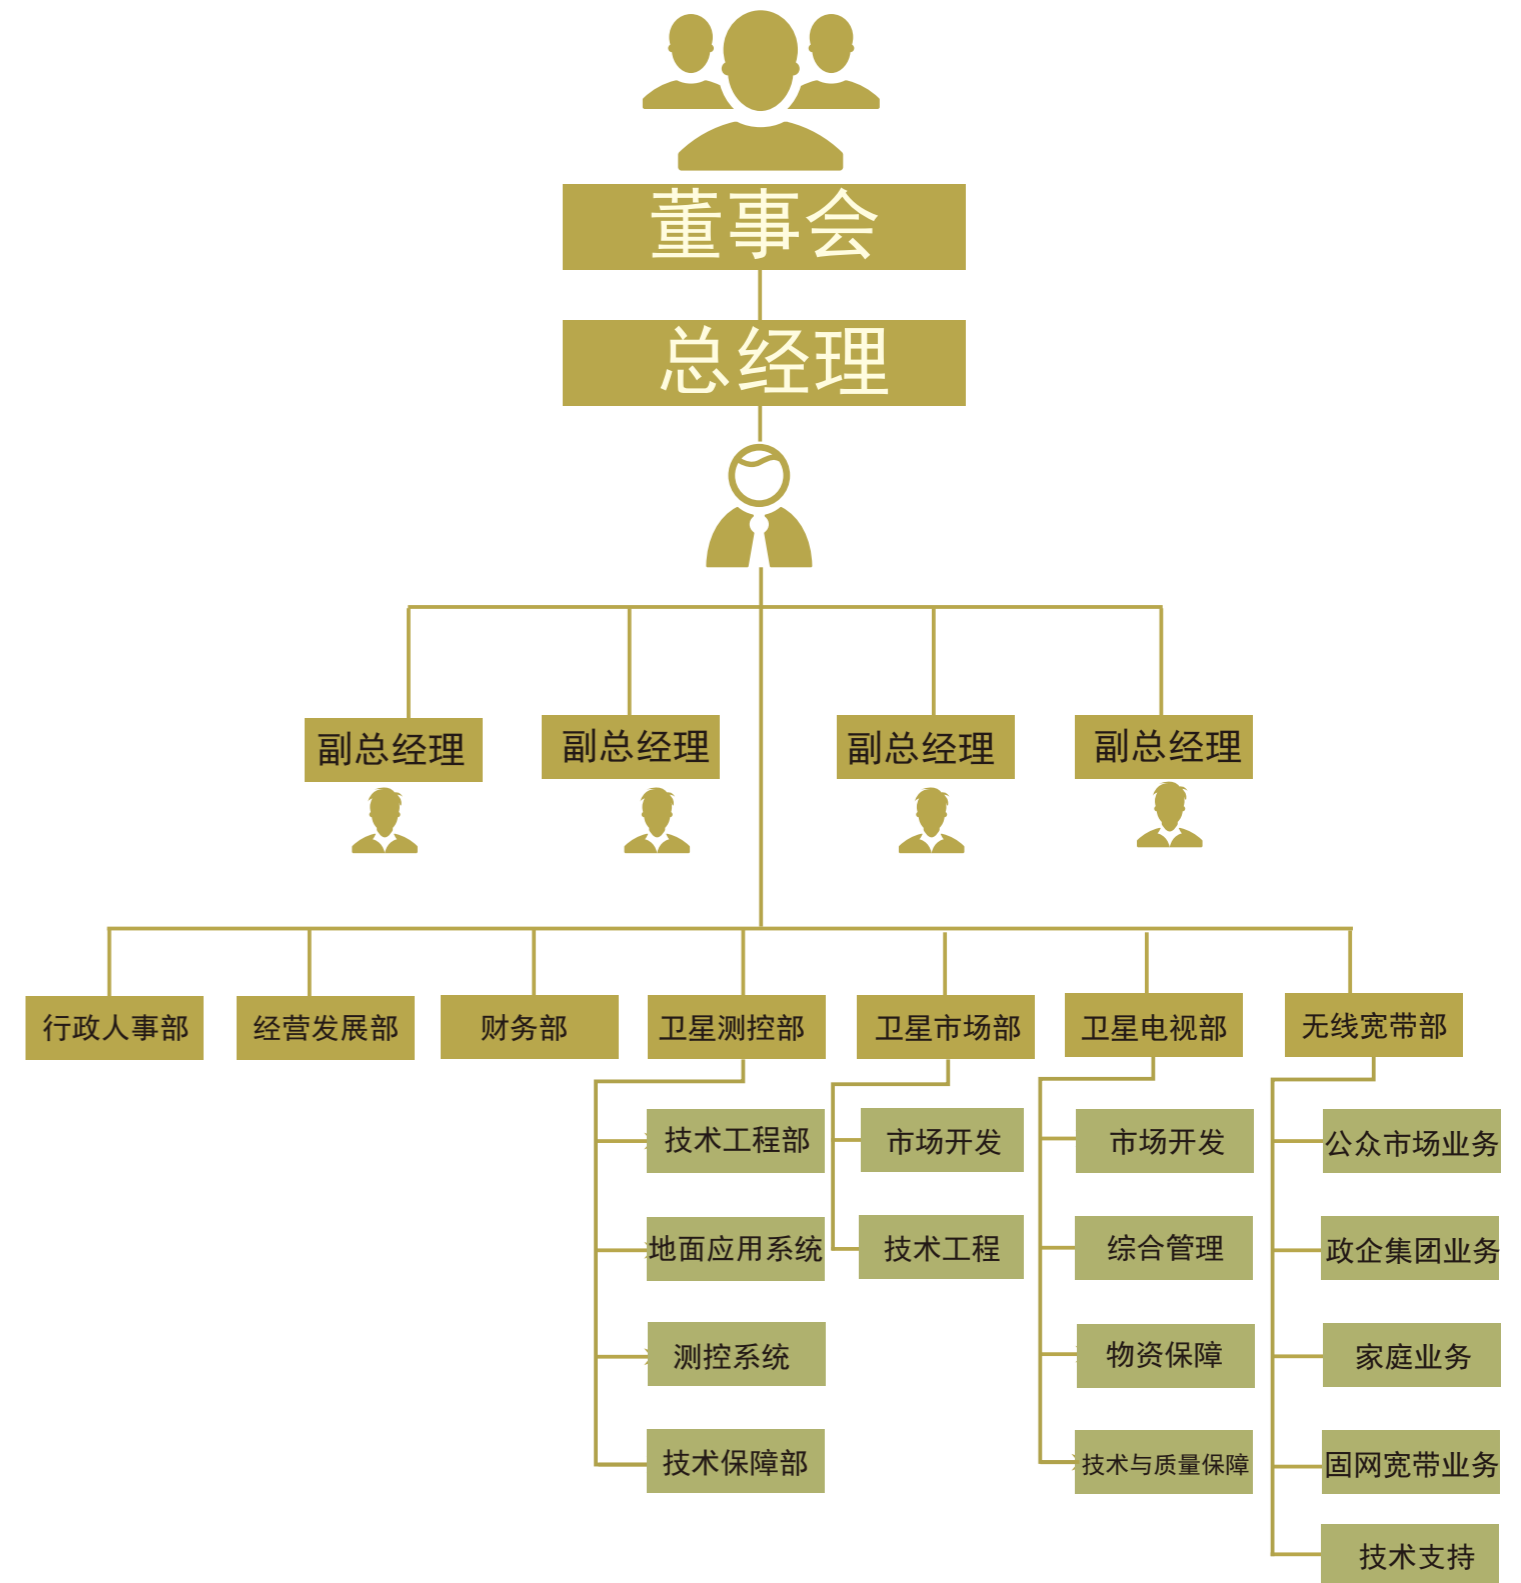 董事会
总经理
副总经理
副总经理
副总经理
副总经理
行政人事部
经营发展部
财务部
卫星测控部
卫星市场部
卫星电视部
无线宽带部
技术工程部
地面应用系统
测控系统
技术保障部
市场开发
技术工程
市场开发
综合管理
物资保障
技术与质量保障
公众市场业务
政企集团业务
家庭业务
固网宽带业务
技术支持